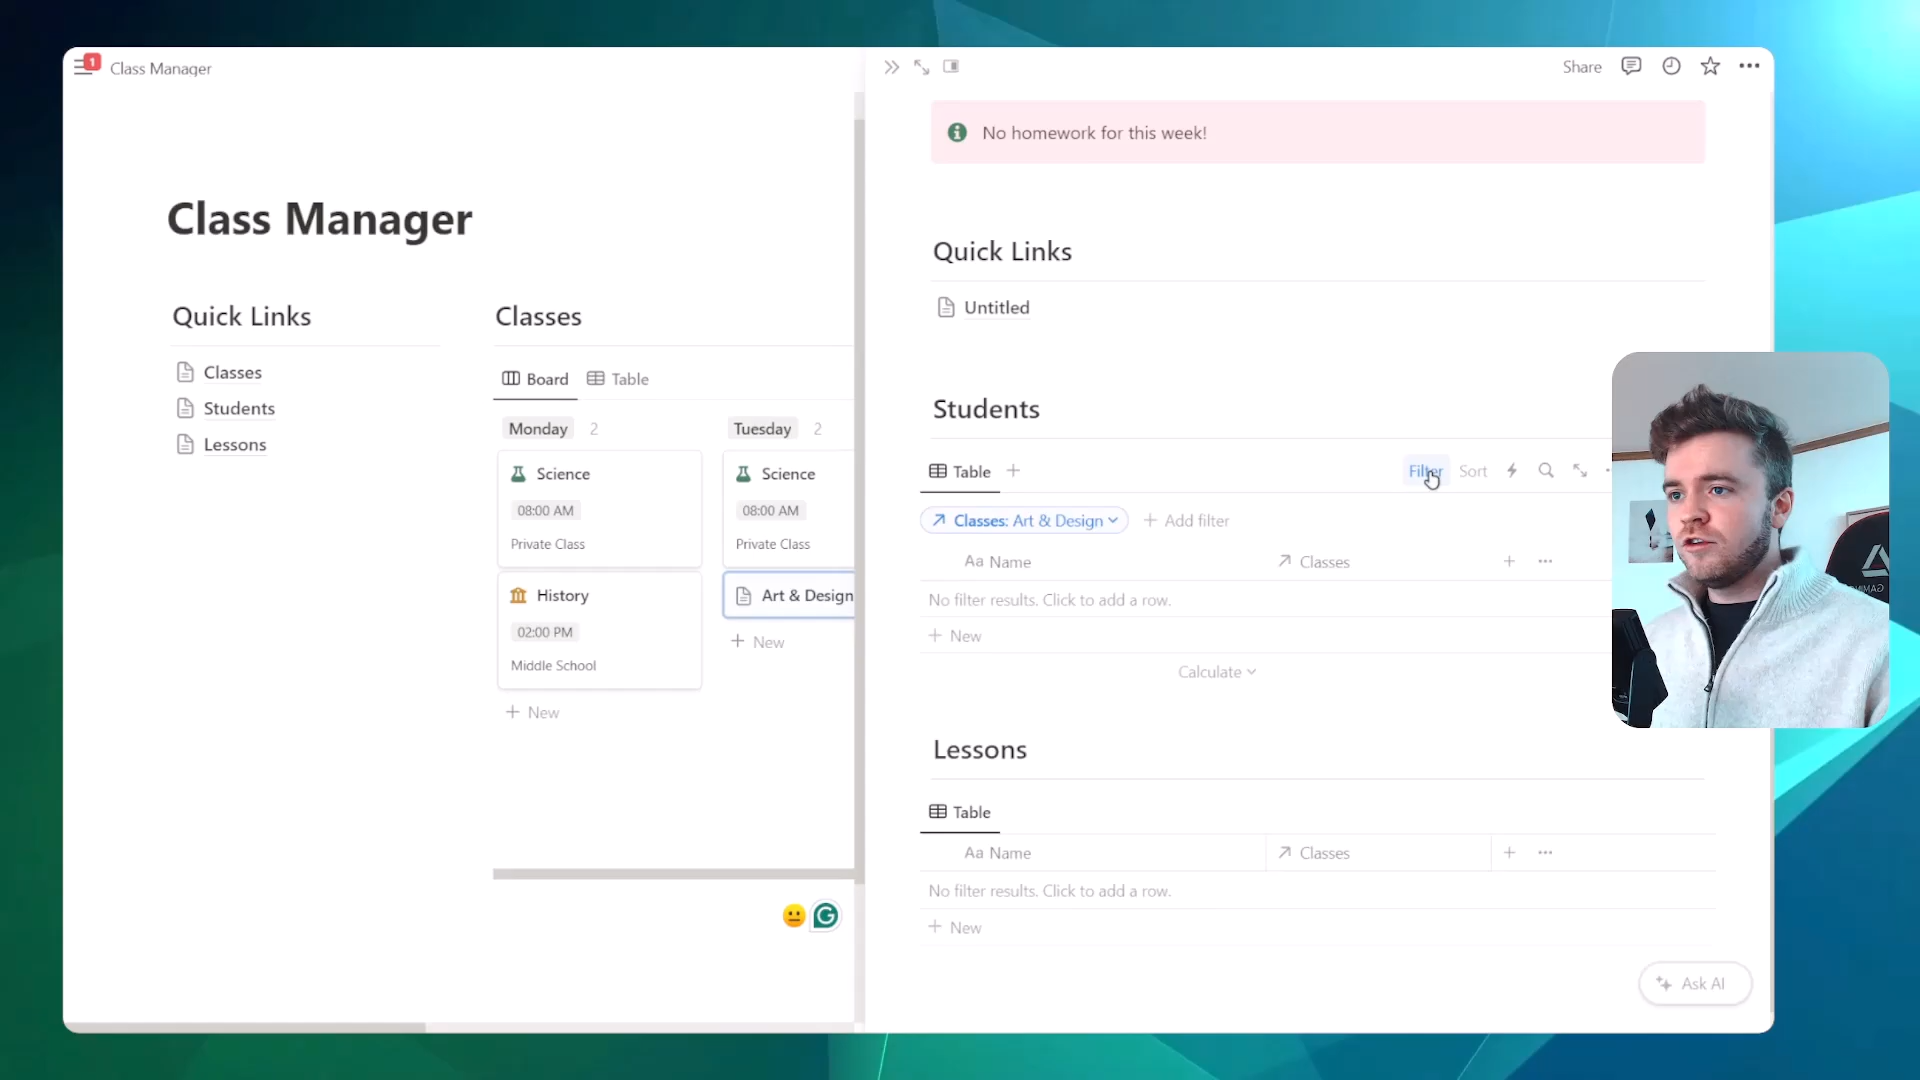 1
Class Manager
Class Manager
Quick Links
Classes
Students
Lessons
Classes
Board
Table
Monday 2
Science
08:00 AM
Private Class
History
02:00 PM
Middle School
+ New
Tuesday 2
Science
08:00 AM
Private Class
Art & Design
+ New
Share
No homework for this week!
Quick Links
Untitled
Students
Table
Filter
Sort
Classes: Art & Design
+ Add filter
Aa Name
Classes
No filter results. Click to add a row.
+ New
Calculate
Lessons
Table
Aa Name
Classes
No filter results. Click to add a row.
+ New
Ask AI